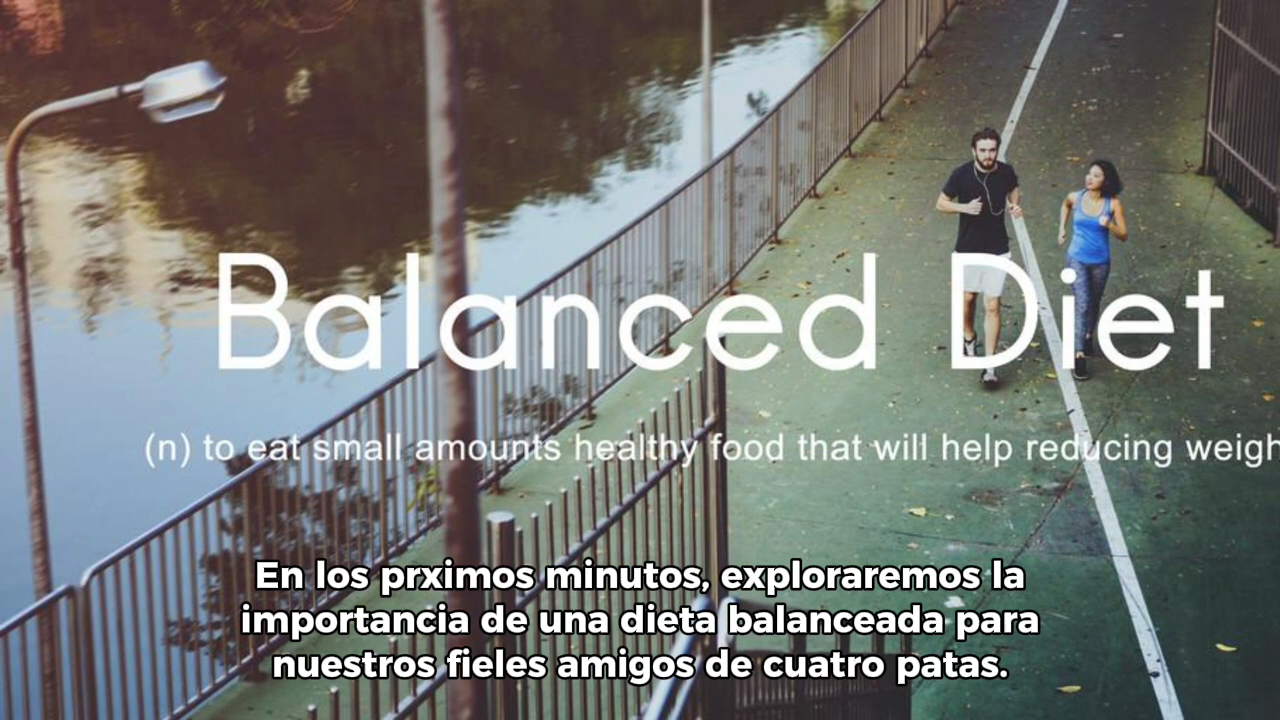 Balanced Diet
(n) to eat small amounts healthy food that will help reducing weigh
En los prximos minutos, exploraremos la
importancia de una dieta balanceada para
nuestros fieles amigos de cuatro patas.